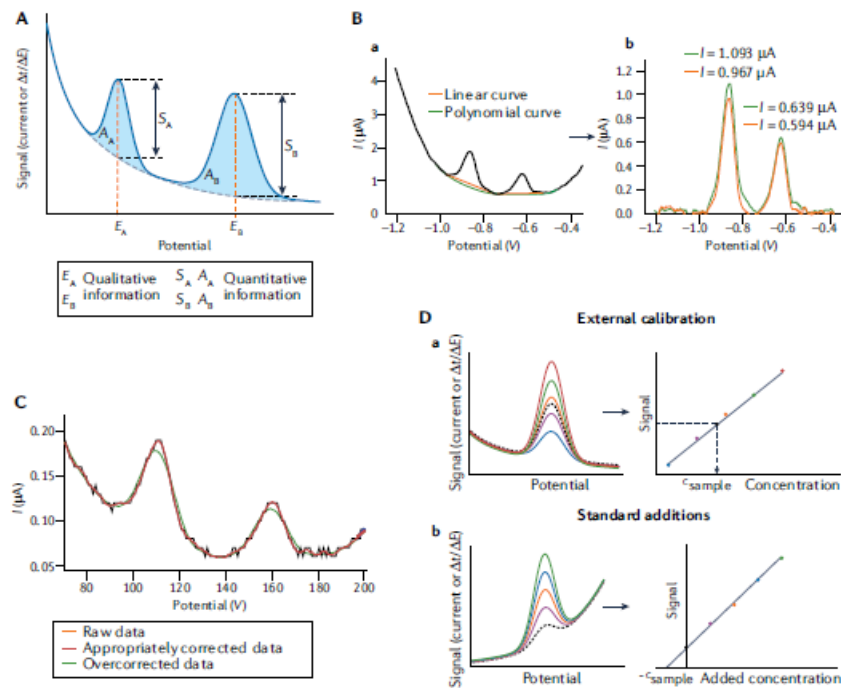 A
Signal (current or Δt/ΔE)
A_A
S_A
A_B
S_B
E_A
E_B
Potential
E_A Qualitative
E_B information
S_A A_A Quantitative
S_B A_B information
B
a
I (μA)
4
3
2
1
0
Linear curve
Polynomial curve
−1.2 −1.0 −0.8 −0.6 −0.4
Potential (V)
b
I = 1.093 μA
I = 0.967 μA
I = 0.639 μA
I = 0.594 μA
I (μA)
1.2
1.0
0.8
0.6
0.4
0.2
0.0
−1.2 −1.0 −0.8 −0.6 −0.4
Potential (V)
C
I (μA)
0.20
0.15
0.10
0.05
80 100 120 140 160 180 200
Potential (V)
Raw data
Appropriately corrected data
Overcorrected data
D
External calibration
a
Signal (current or Δt/ΔE)
Potential
Signal
c_sample Concentration
Standard additions
b
Signal (current or Δt/ΔE)
Potential
Signal
−c_sample Added concentration